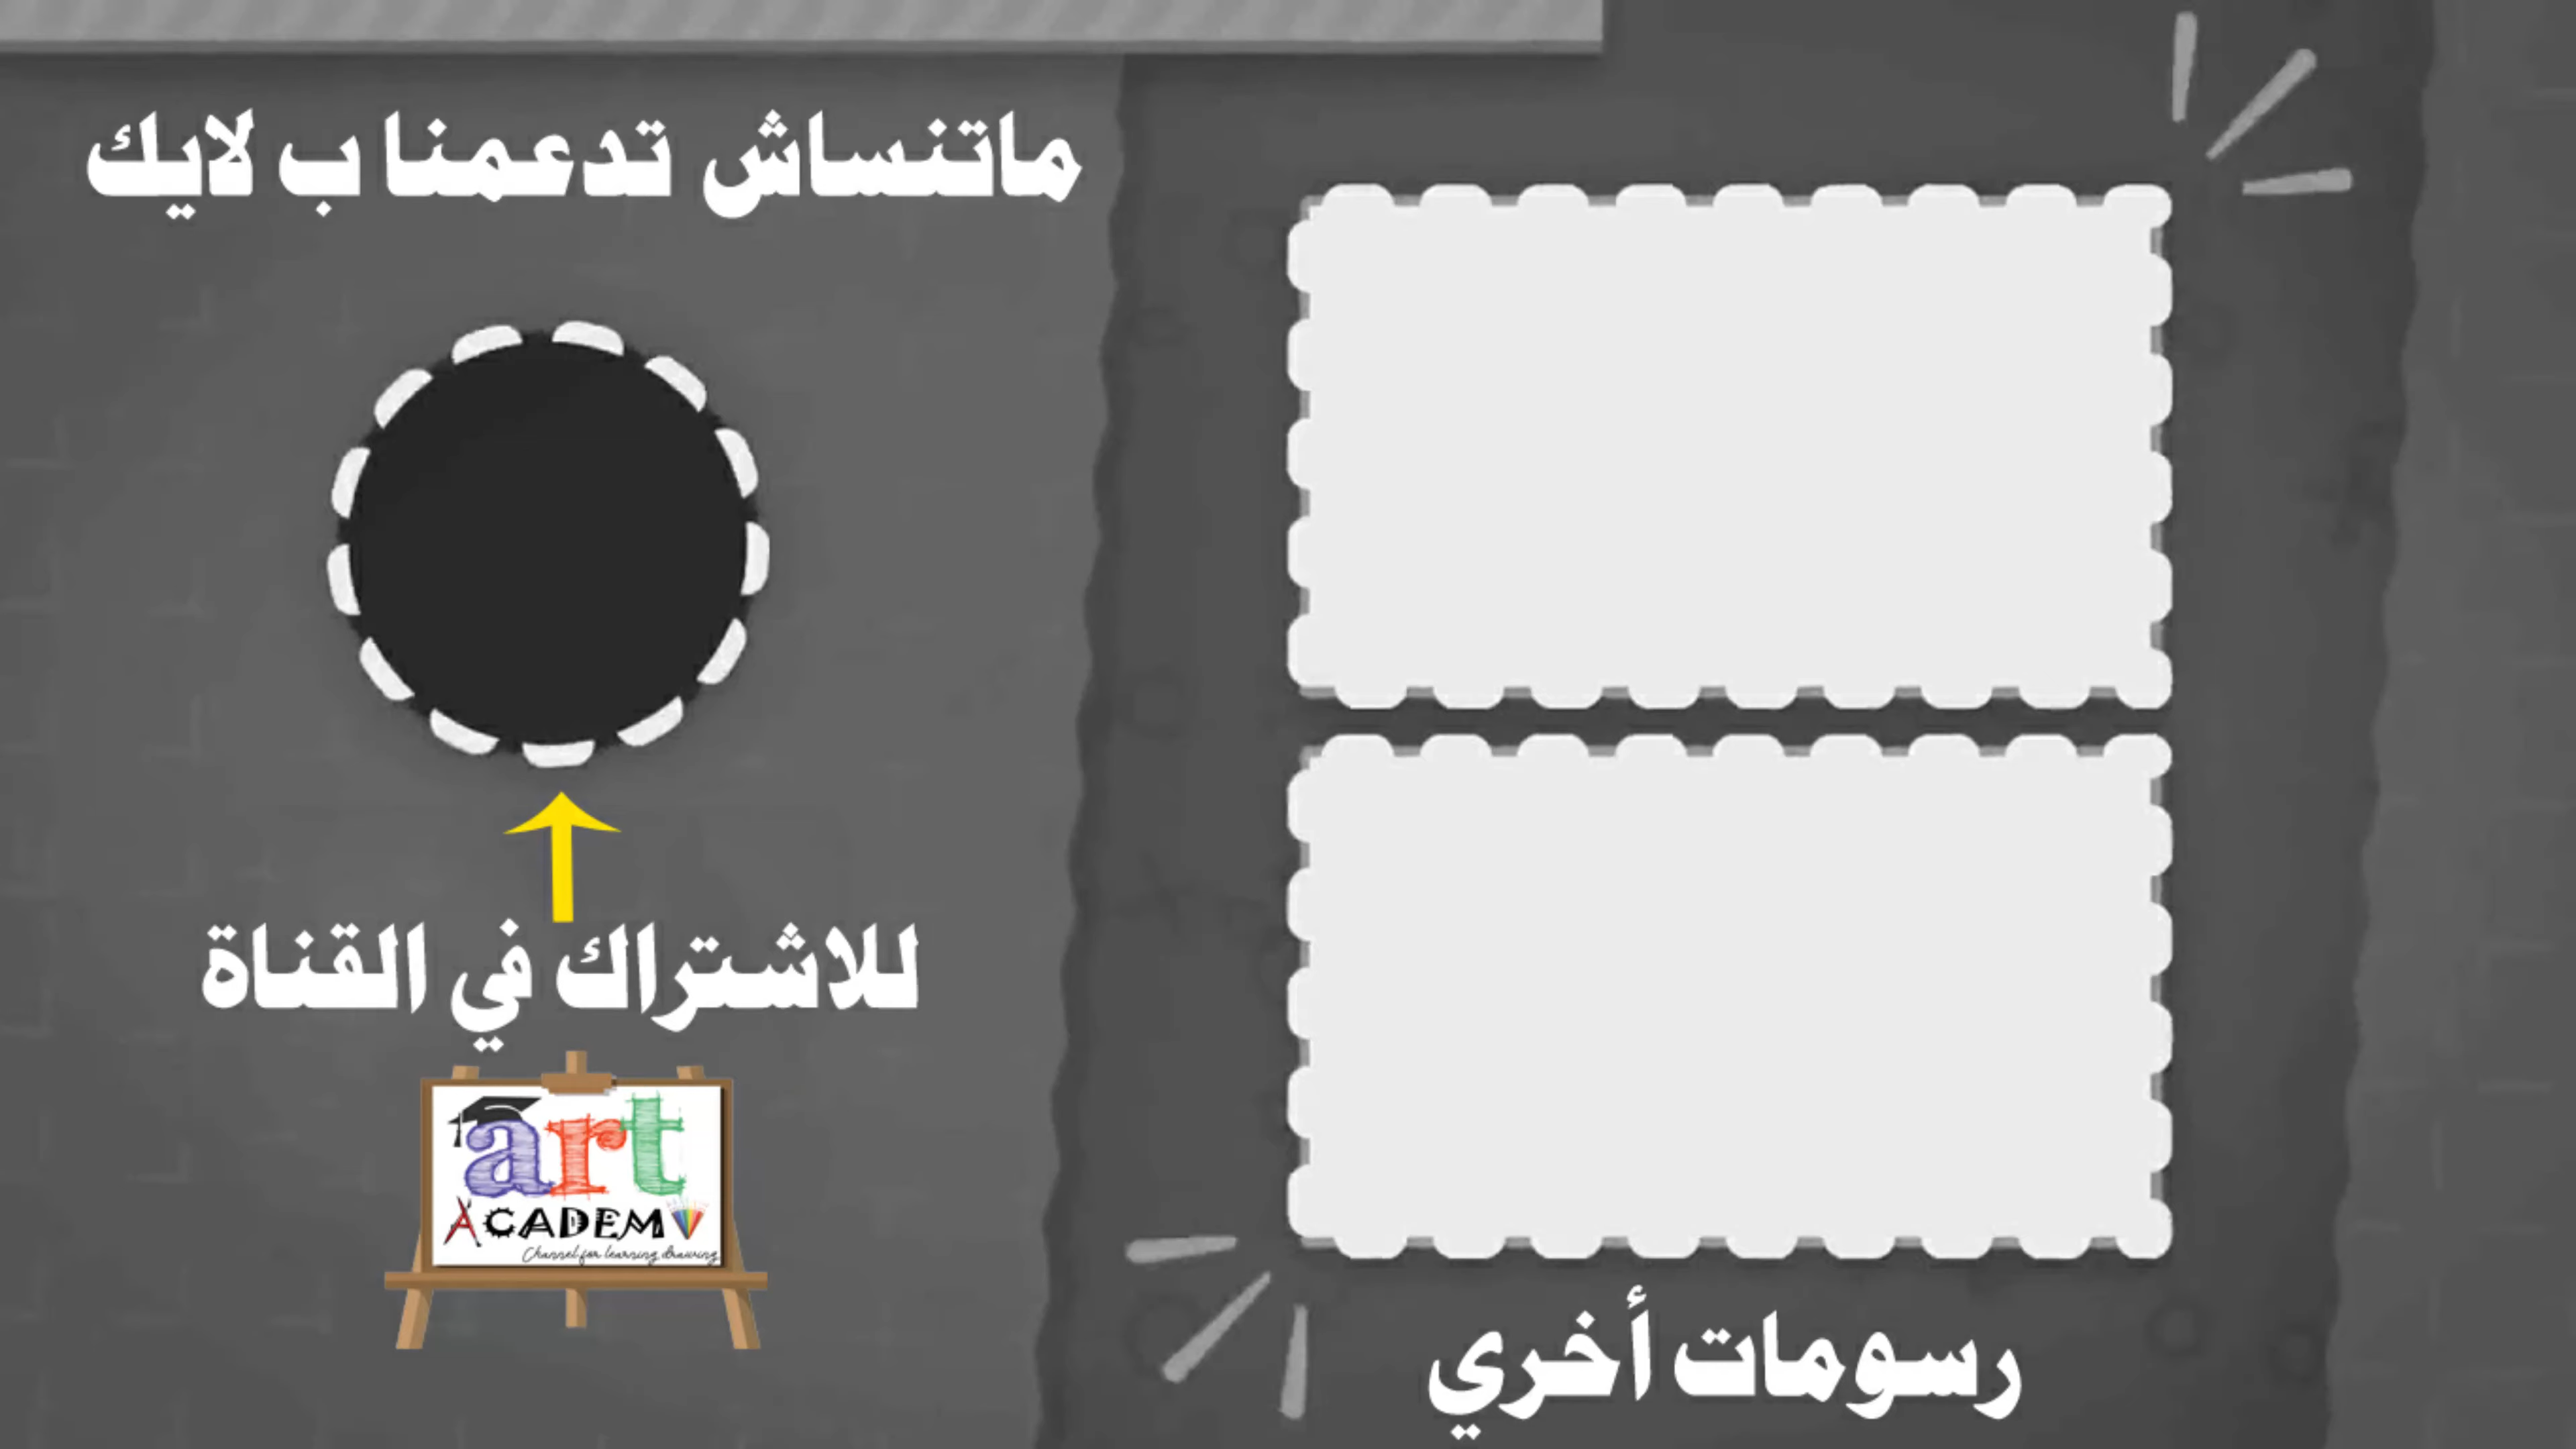 ماتنساش تدعمنا ب لايك
للاشتراك في القناة
art
ACADEMY
Channel for learning drawing
رسومات أخري